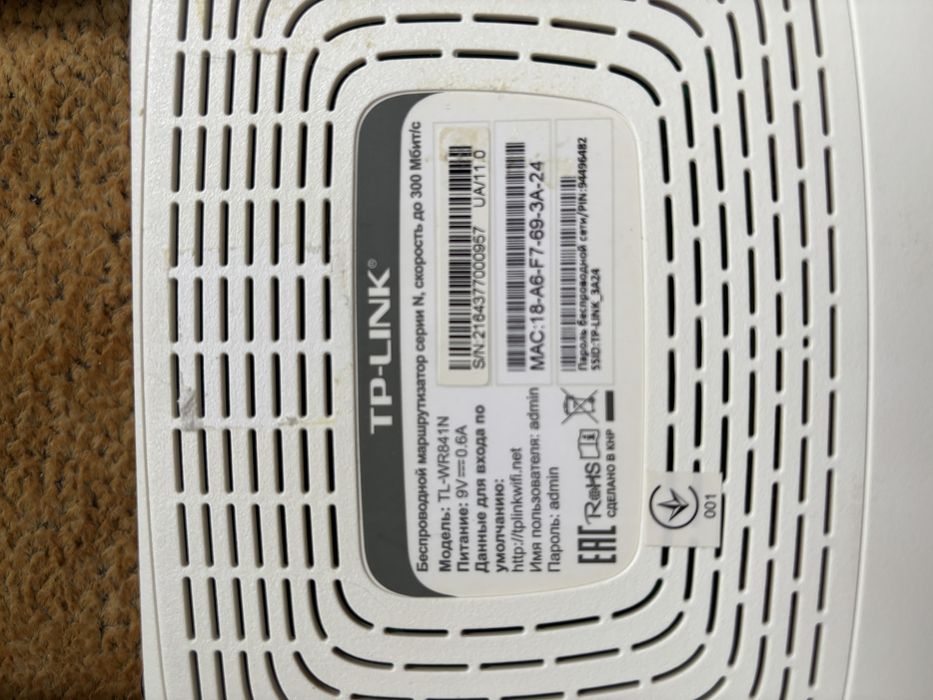 TP-LINK®
Беспроводной маршрутизатор серии N, скорость до 300 Мбит/с
Модель: TL-WR841N
Питание: 9V⎓0.6A
Данные для входа по
умолчанию:
http://tplinkwifi.net
Имя пользователя: admin
Пароль: admin
S/N:2164377000957 UA/11.0
MAC:18-A6-F7-69-3A-24
Пароль беспроводной сети/PIN:94496482
SSID:TP-LINK_3A24
EAC RoHS
СДЕЛАНО В КНР
001